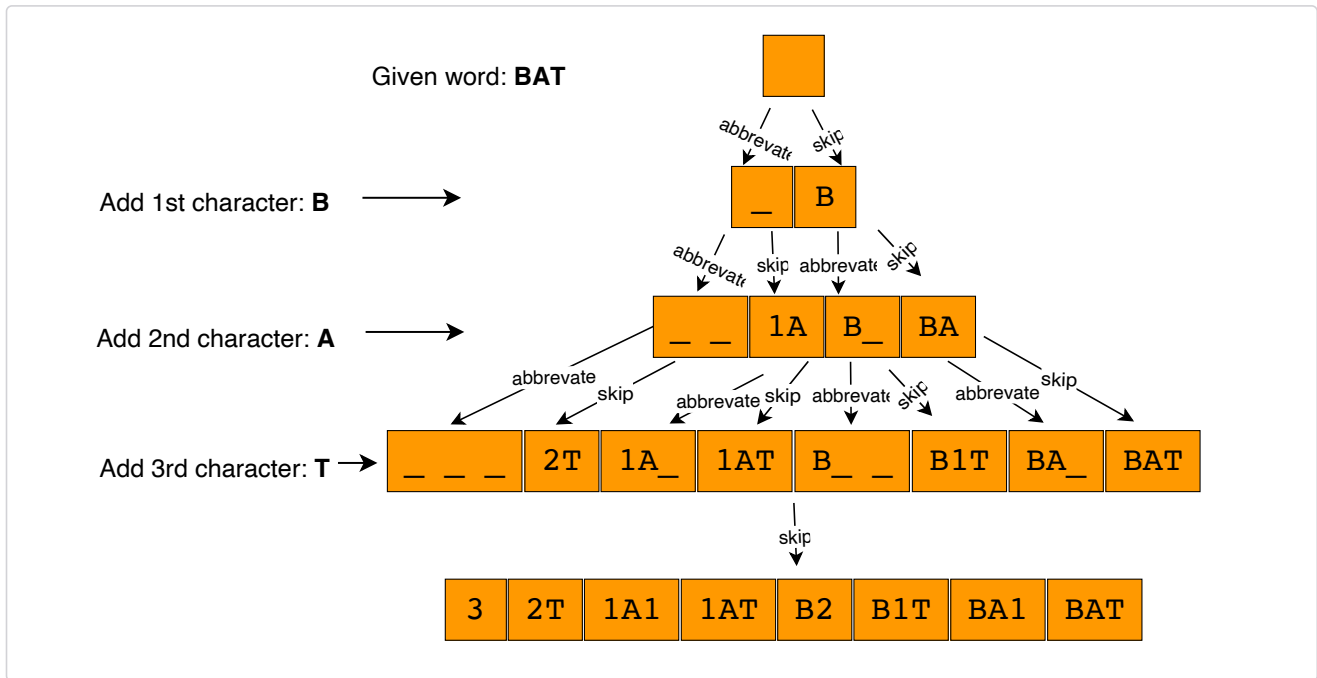 Given word: BAT
abbrevate skip
Add 1st character: B
_ B
abbrevate skip abbrevate skip
Add 2nd character: A
_ _ 1A B_ BA
abbrevate skip abbrevate skip abbrevate skip abbrevate skip
Add 3rd character: T
_ _ _ 2T 1A_ 1AT B_ _ B1T BA_ BAT
skip
3 2T 1A1 1AT B2 B1T BA1 BAT